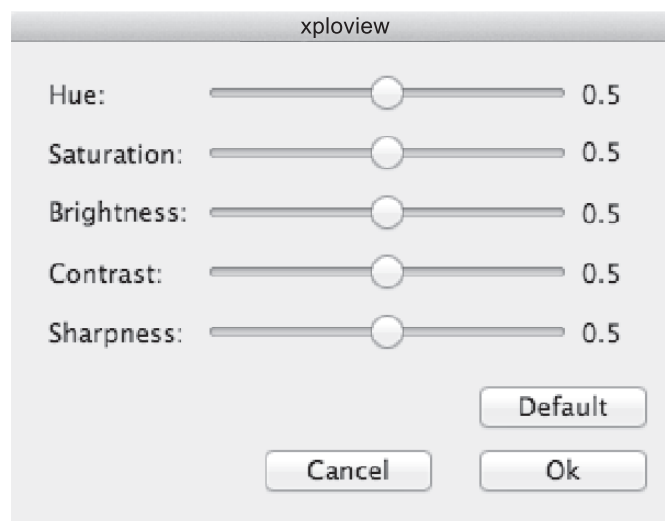 xploview
Hue: 0.5
Saturation: 0.5
Brightness: 0.5
Contrast: 0.5
Sharpness: 0.5
Default
Cancel Ok